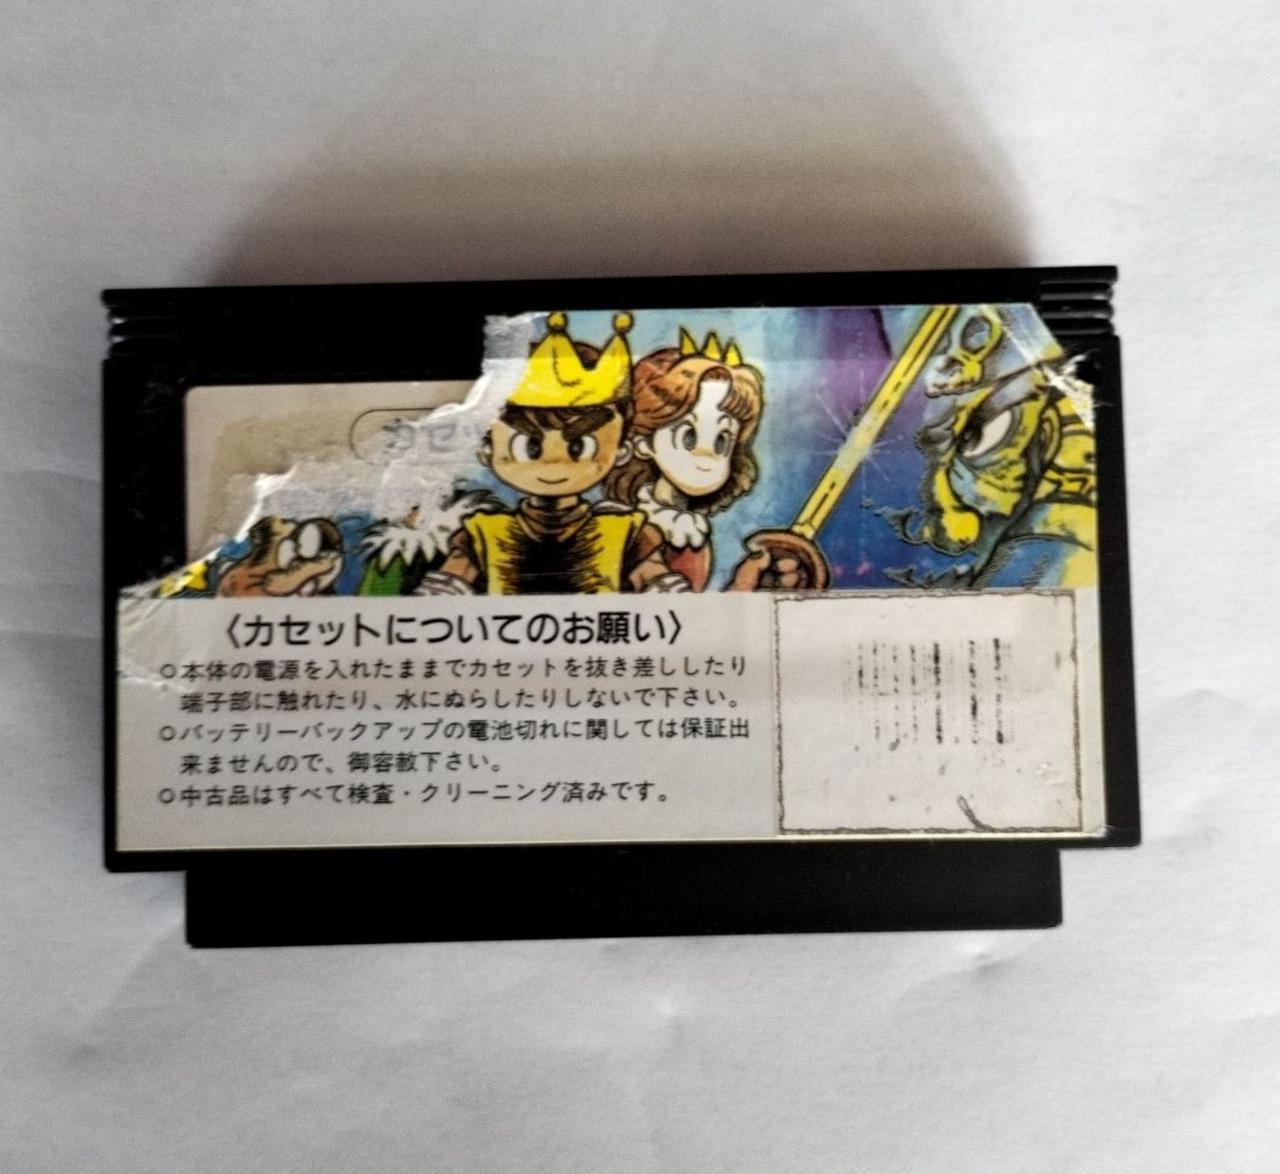 カセッ
〈カセットについてのお願い〉
○本体の電源を入れたままでカセットを抜き差ししたり
端子部に触れたり、水にぬらしたりしないで下さい。
○バッテリーバックアップの電池切れに関しては保証出
来ませんので、御容赦下さい。
○中古品はすべて検査・クリーニング済みです。